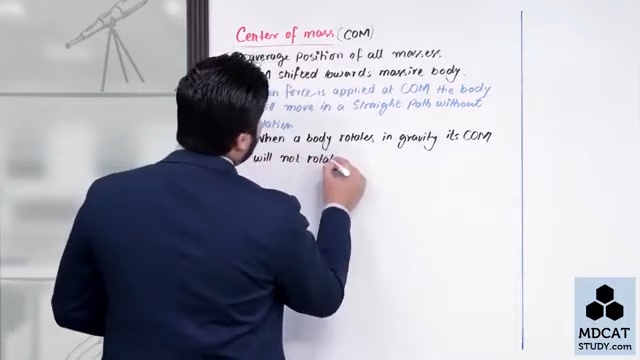 Center of mass (COM)
average position of all masses.
shifted towards massive body.
force is applied at COM the body
move in a straight path without
When a body rotates, in gravity its COM
will not rotat
MDCAT
STUDY.com